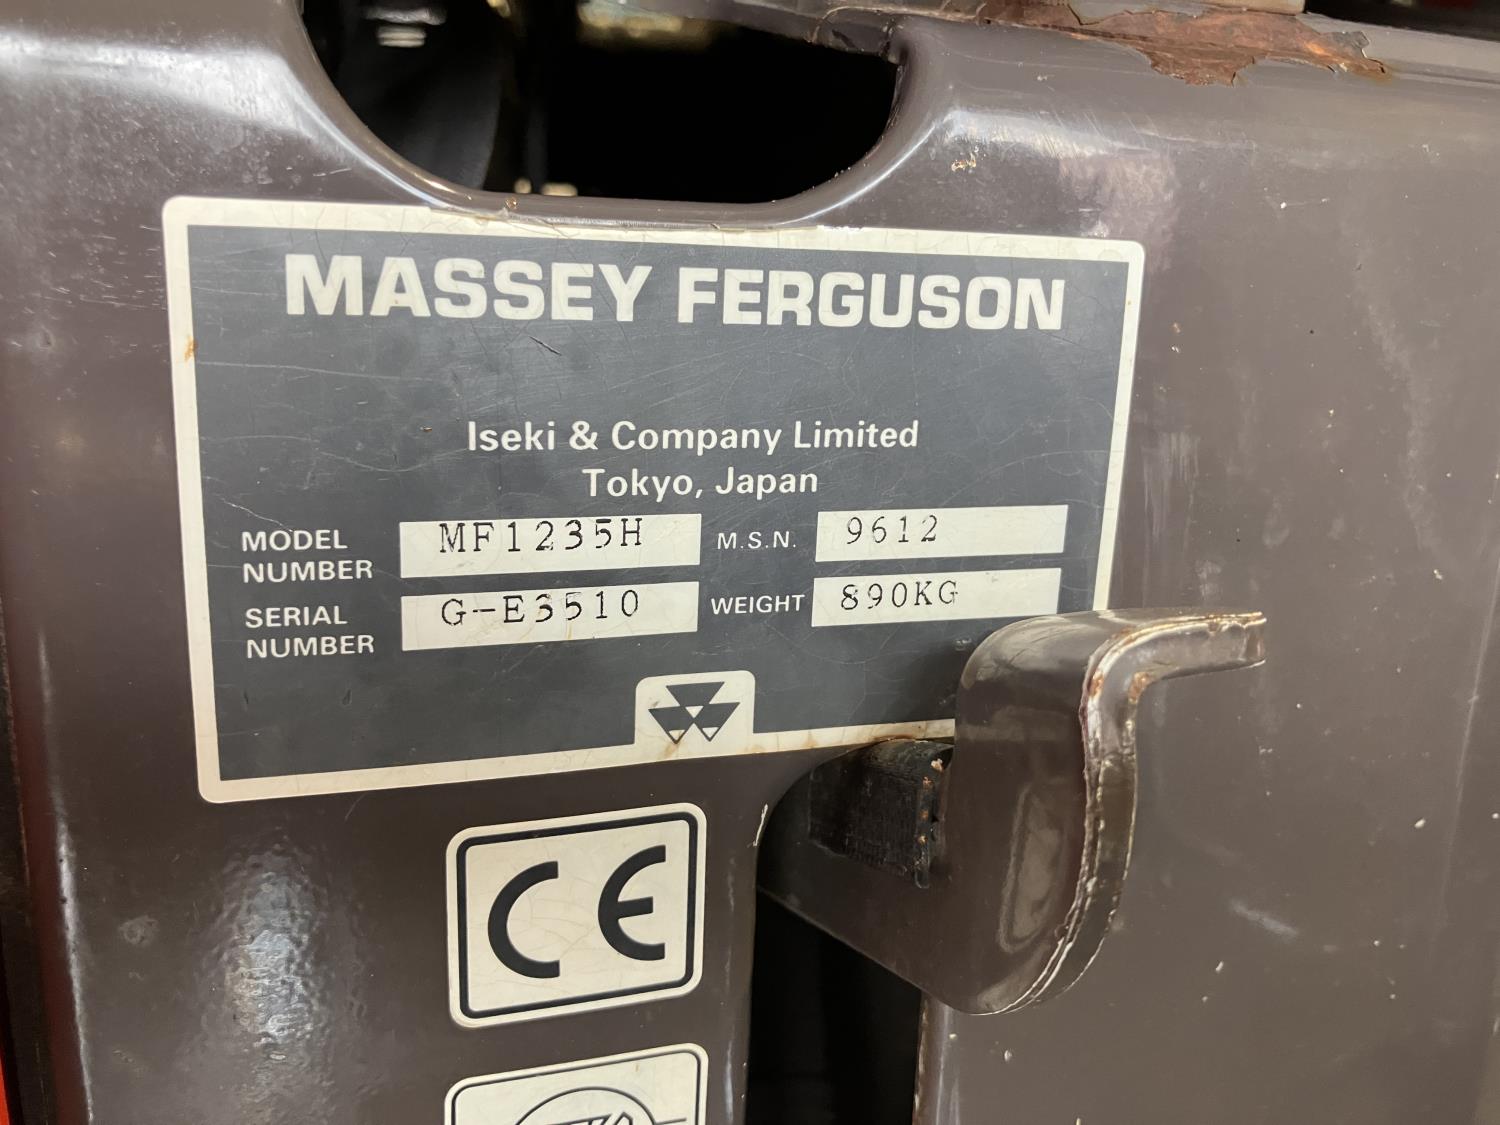 MASSEY FERGUSON
Iseki & Company Limited
Tokyo, Japan
MODEL NUMBER MF1235H M.S.N. 9612
SERIAL NUMBER G-E3510 WEIGHT 890KG
CE